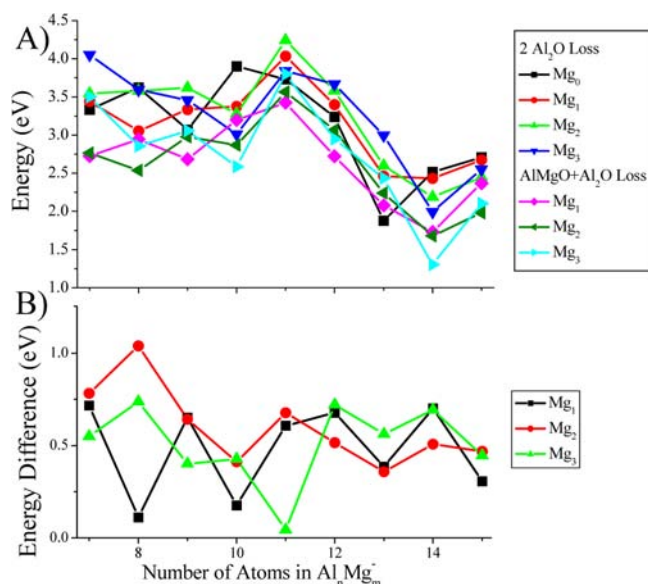 A)
4.5
4.0
3.5
3.0
2.5
2.0
1.5
1.0
Energy (eV)
2 Al₂O Loss
Mg₀
Mg₁
Mg₂
Mg₃
AlMgO+Al₂O Loss
Mg₁
Mg₂
Mg₃
B)
1.0
0.5
0.0
Energy Difference (eV)
8
10
12
14
Number of Atoms in AlₙMgₘ⁻
Mg₁
Mg₂
Mg₃